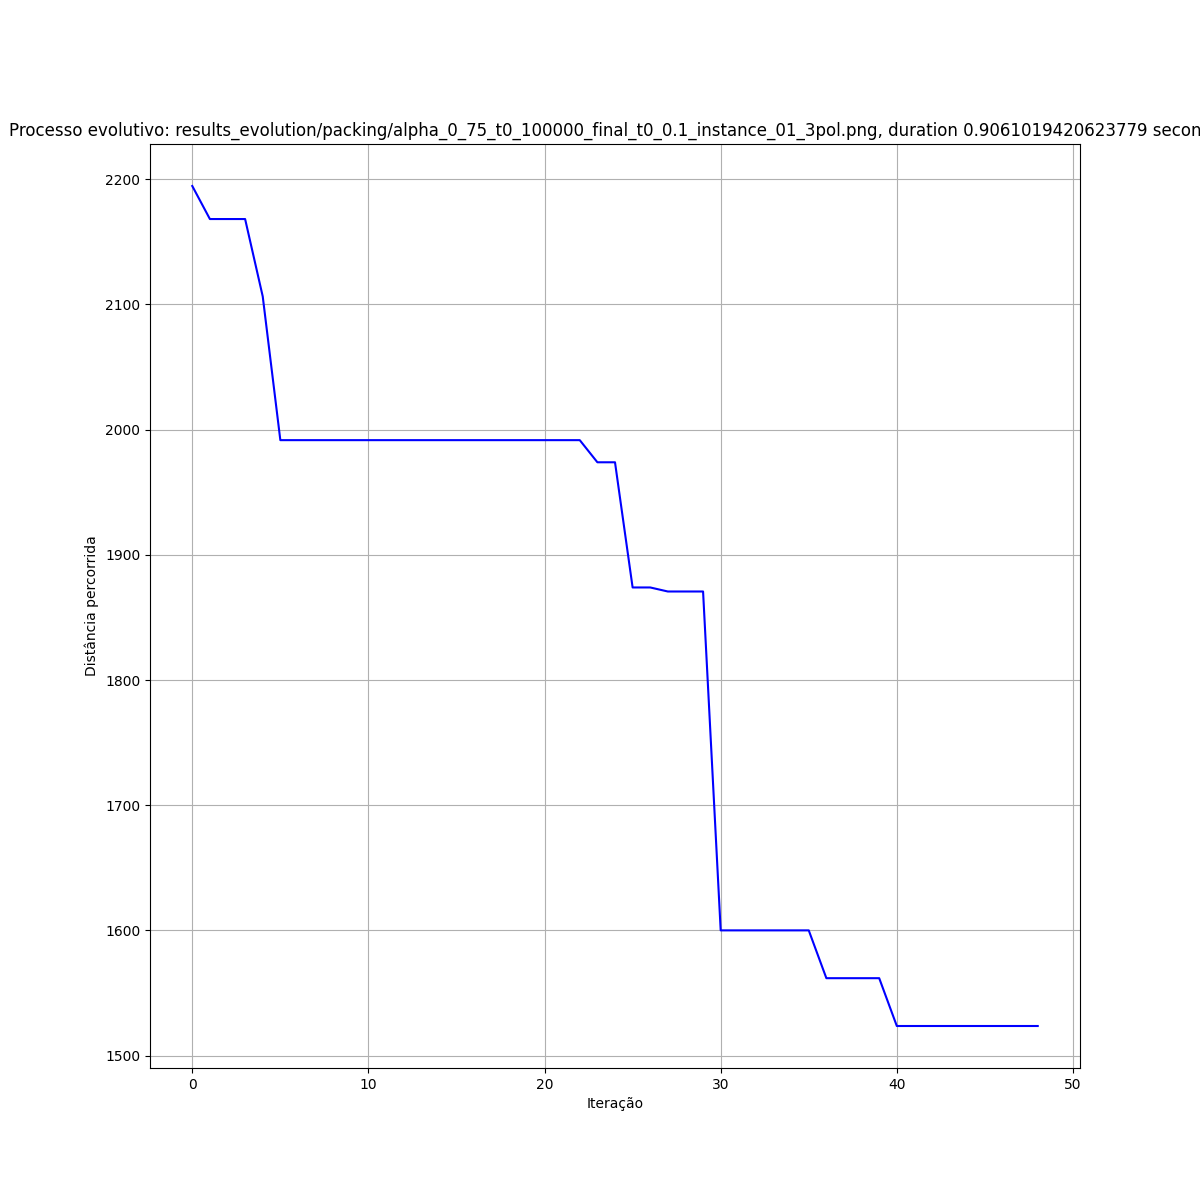 Processo evolutivo: results_evolution/packing/alpha_0_75_t0_100000_final_t0_0.1_instance_01_3pol.png, duration 0.9061019420623779 secon
2200
2100
2000
1900
1800
1700
1600
1500
Distância percorrida
0 10 20 30 40 50
Iteração